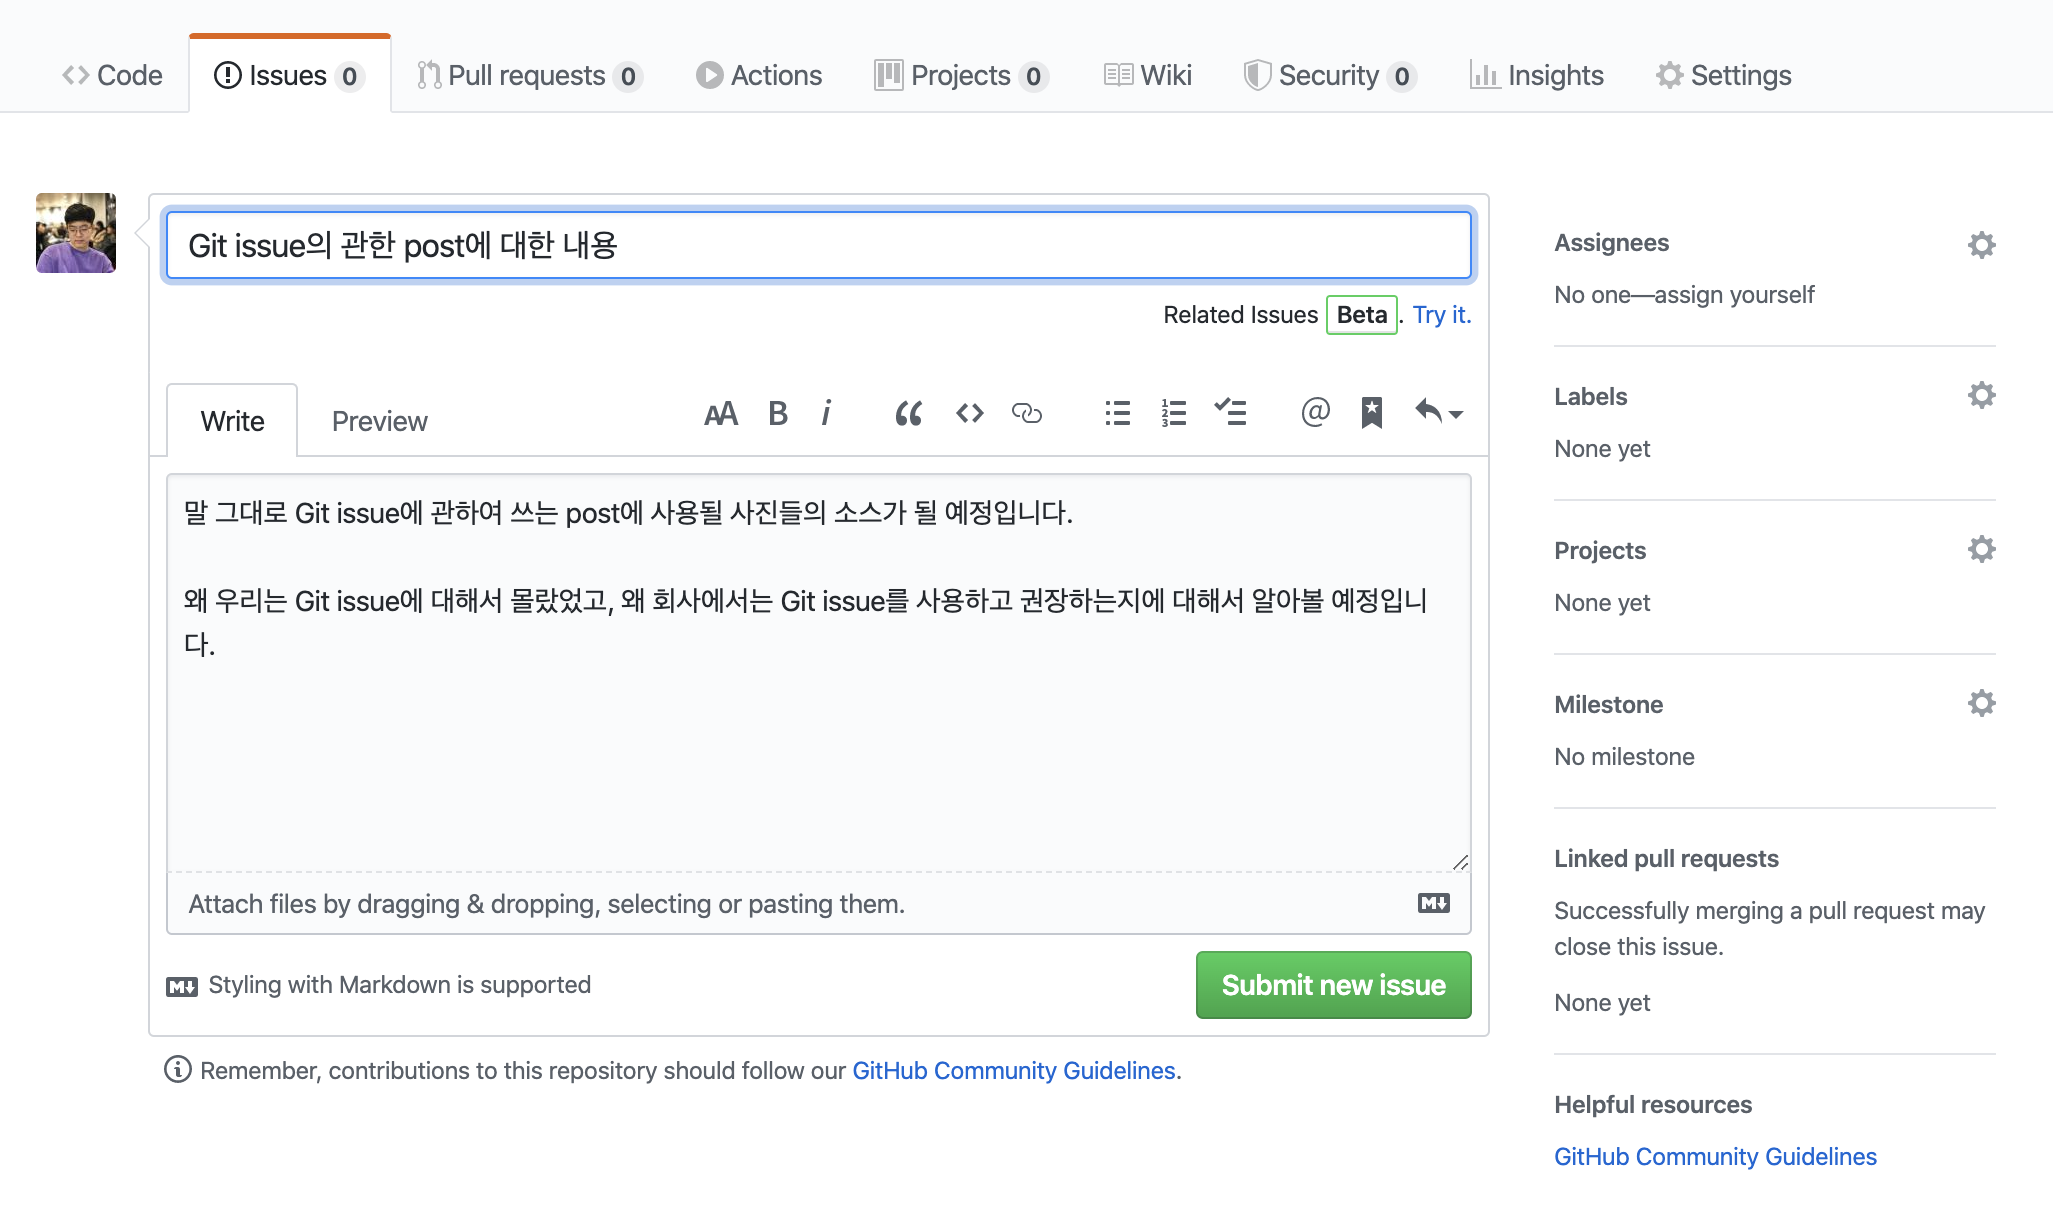 Code Issues 0 Pull requests 0 Actions Projects 0 Wiki Security 0 Insights Settings
Git issue의 관한 post에 대한 내용
Related Issues Beta . Try it.
Write Preview
말 그대로 Git issue에 관하여 쓰는 post에 사용될 사진들의 소스가 될 예정입니다.
왜 우리는 Git issue에 대해서 몰랐었고, 왜 회사에서는 Git issue를 사용하고 권장하는지에 대해서 알아볼 예정입니
다.
Attach files by dragging & dropping, selecting or pasting them.
Styling with Markdown is supported
Submit new issue
Remember, contributions to this repository should follow our GitHub Community Guidelines.
Assignees
No one—assign yourself
Labels
None yet
Projects
None yet
Milestone
No milestone
Linked pull requests
Successfully merging a pull request may
close this issue.
None yet
Helpful resources
GitHub Community Guidelines